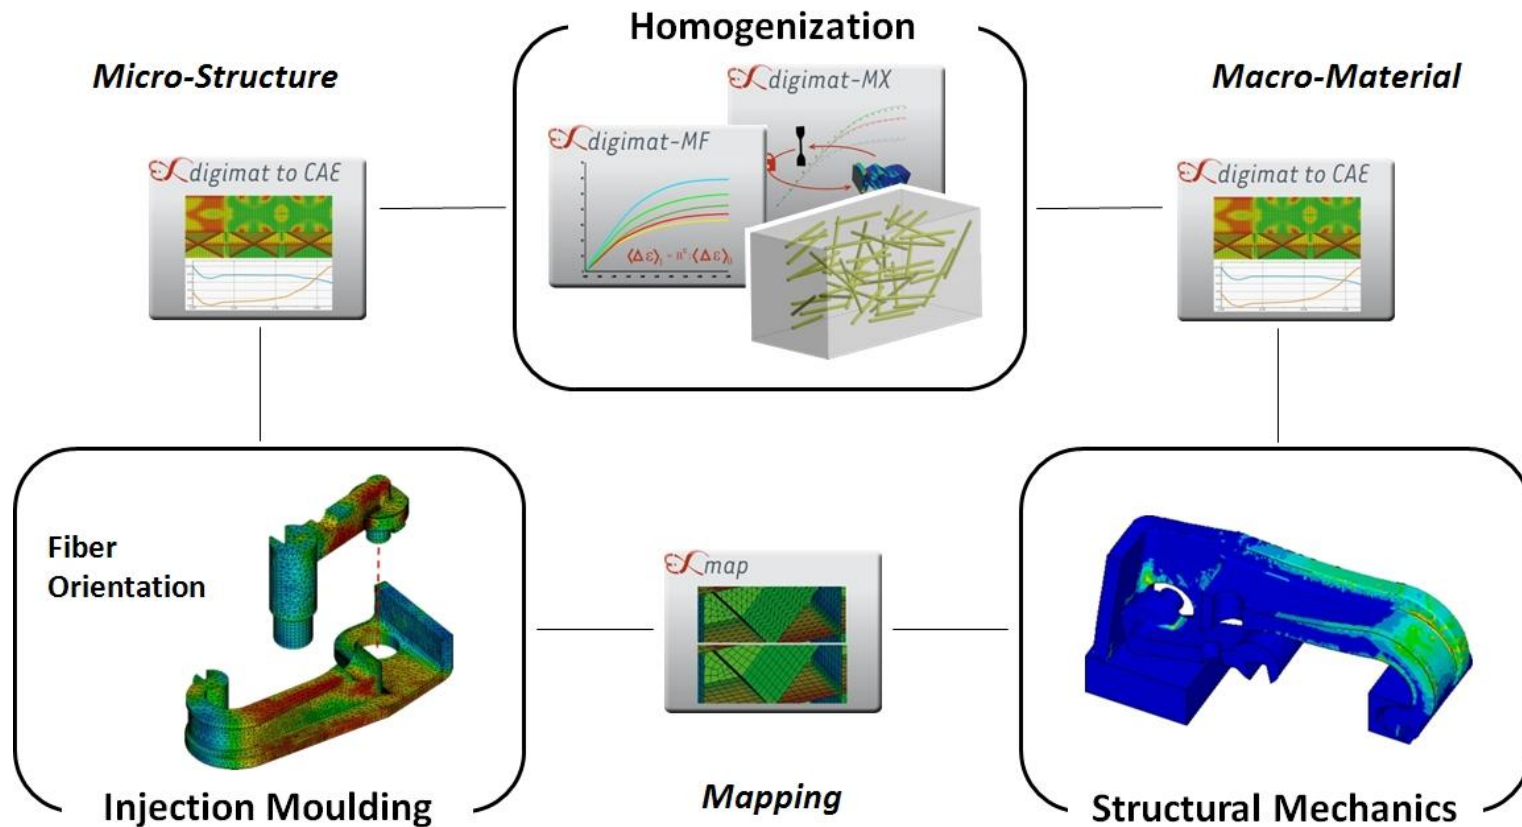 Homogenization
Micro-Structure
Macro-Material
digimat-MX
digimat-MF
digimat to CAE
digimat to CAE
Fiber
Orientation
map
Injection Moulding
Mapping
Structural Mechanics